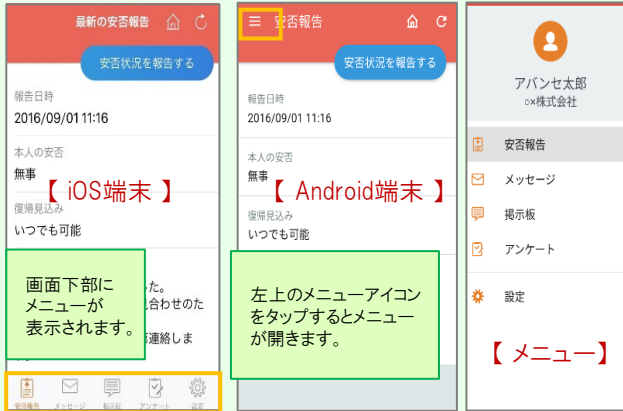 最新の安否報告
安否状況を報告する
報告日時
2016/09/01 11:16
本人の安否
無事
【 iOS端末 】
復帰見込み
いつでも可能
画面下部に
メニューが
表示されます。
た。
合わせのた
連絡しま
安否報告
メッセージ
掲示板
アンケート
設定
安否報告
安否状況を報告する
報告日時
2016/09/01 11:16
本人の安否
無事
【 Android端末 】
復帰見込み
いつでも可能
左上のメニューアイコン
をタップするとメニュー
が開きます。
アバンセ太郎
○×株式会社
安否報告
メッセージ
掲示板
アンケート
設定
【 メニュー】